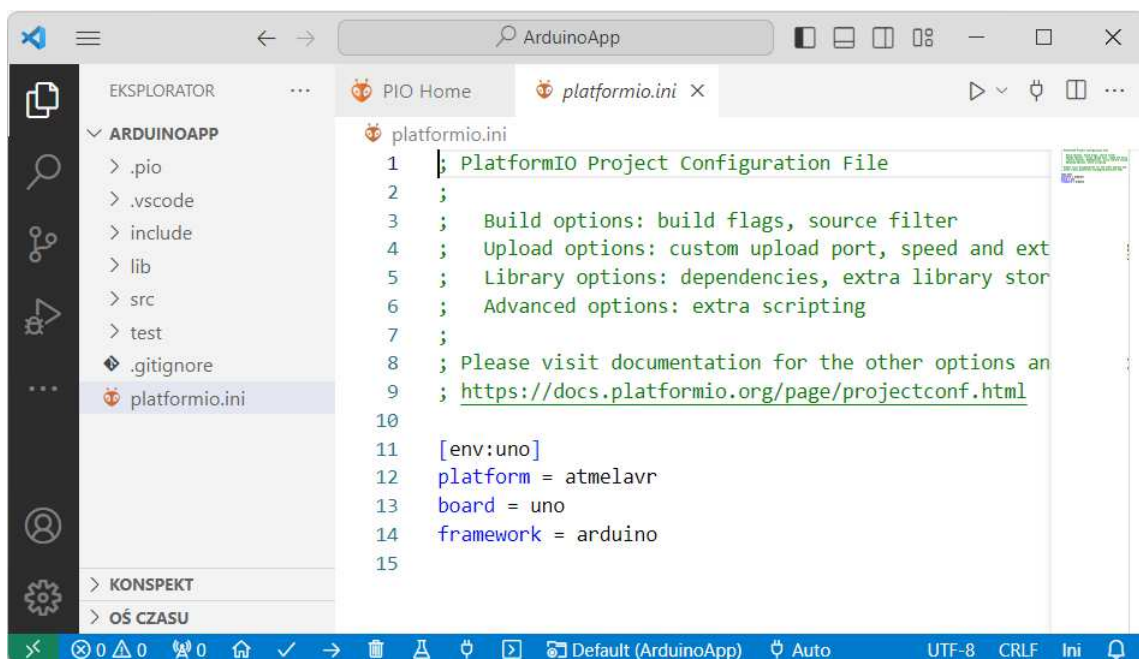 ArduinoApp
EKSPLORATOR
ARDUINOAPP
.pio
.vscode
include
lib
src
test
.gitignore
platformio.ini
KONSPEKT
OŚ CZASU
PIO Home
platformio.ini
platformio.ini
1 ; PlatformIO Project Configuration File
2 ;
3 ; Build options: build flags, source filter
4 ; Upload options: custom upload port, speed and ext
5 ; Library options: dependencies, extra library stor
6 ; Advanced options: extra scripting
7 ;
8 ; Please visit documentation for the other options an
9 ; https://docs.platformio.org/page/projectconf.html
10
11 [env:uno]
12 platform = atmelavr
13 board = uno
14 framework = arduino
15
0 0 0 Default (ArduinoApp) Auto UTF-8 CRLF Ini